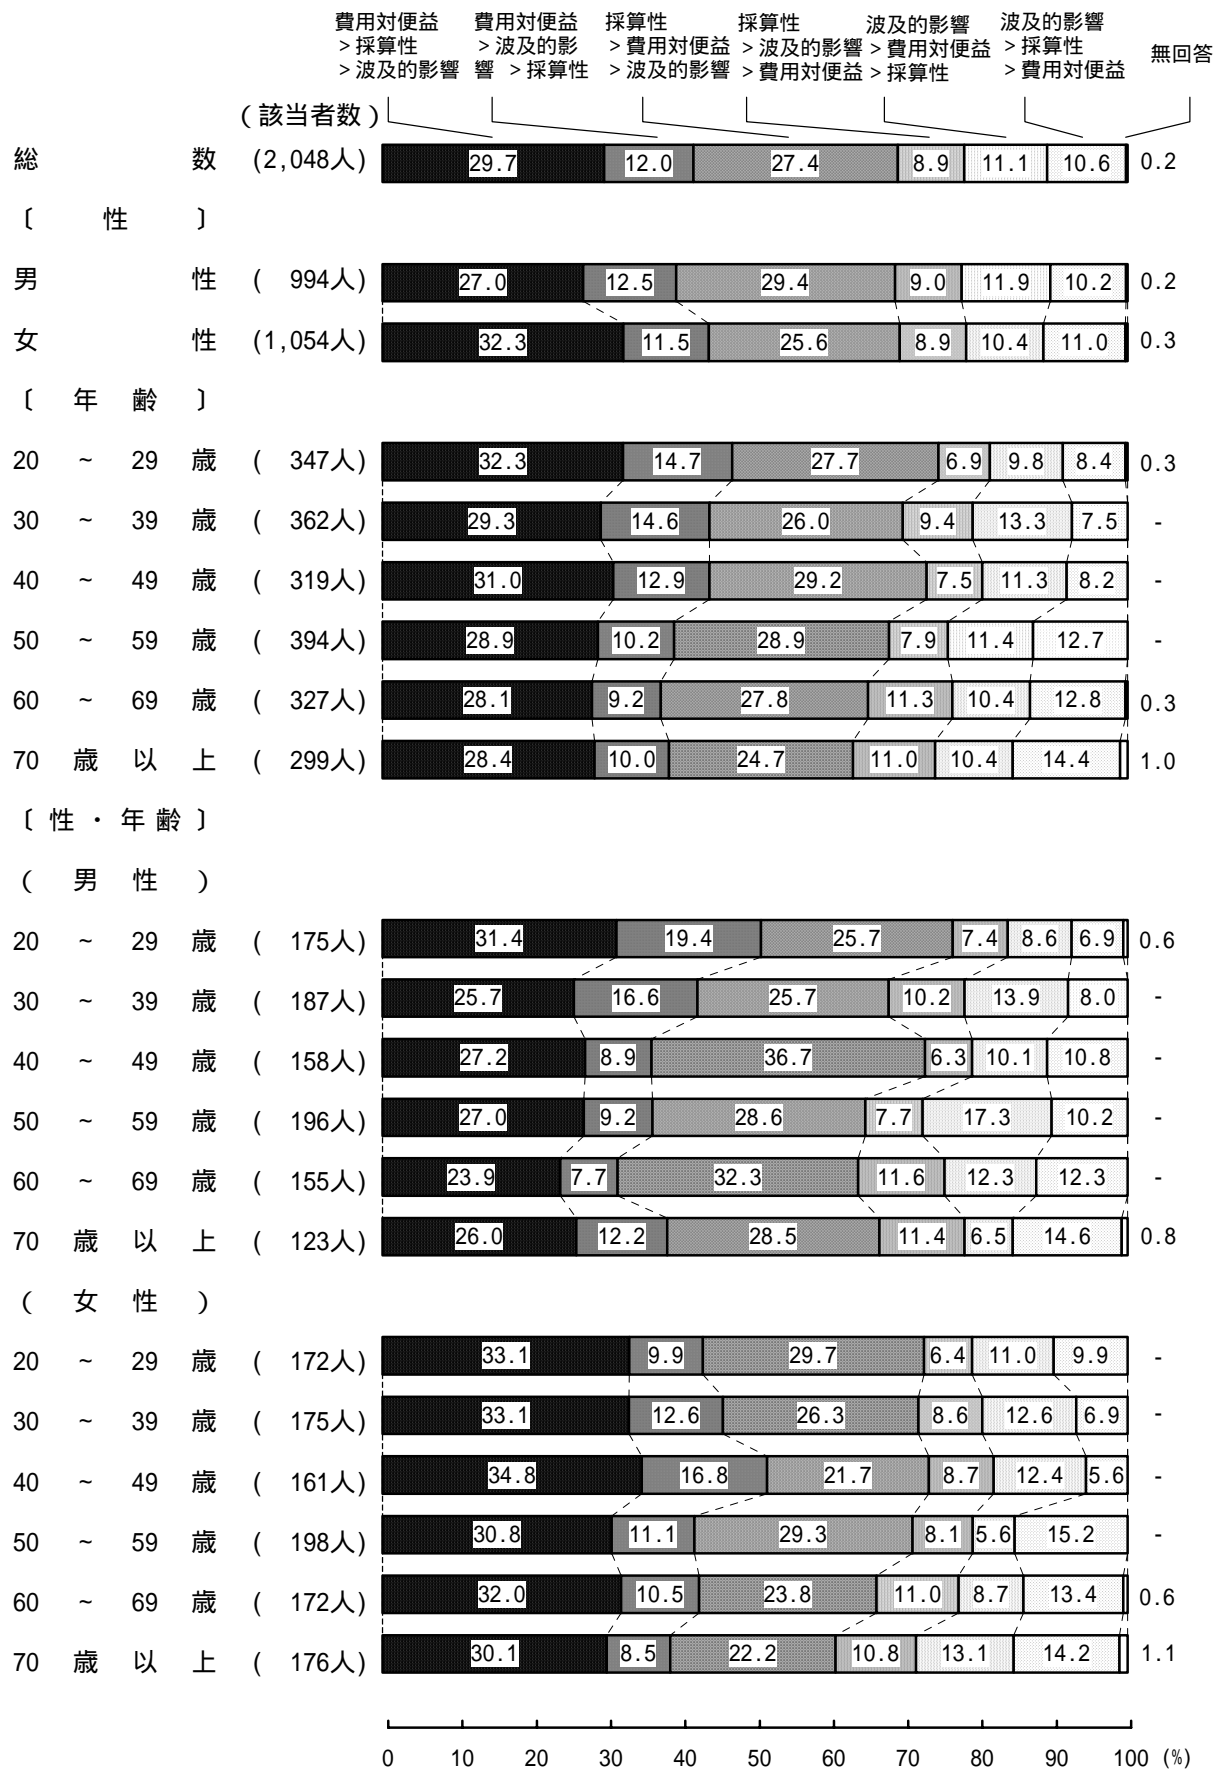 費用対便益
＞採算性
＞波及的影響
費用対便益
＞波及的影
響 ＞採算性
採算性
＞費用対便益
＞波及的影響
採算性
＞波及的影響
＞費用対便益
波及的影響
＞費用対便益
＞採算性
波及的影響
＞採算性
＞費用対便益
無回答
(該当者数)
総 数 (2,048人) 29.7 12.0 27.4 8.9 11.1 10.6 0.2
〔 性 〕
男 性 ( 994人) 27.0 12.5 29.4 9.0 11.9 10.2 0.2
女 性 (1,054人) 32.3 11.5 25.6 8.9 10.4 11.0 0.3
〔 年 齢 〕
20 ~ 29 歳 ( 347人) 32.3 14.7 27.7 6.9 9.8 8.4 0.3
30 ~ 39 歳 ( 362人) 29.3 14.6 26.0 9.4 13.3 7.5 -
40 ~ 49 歳 ( 319人) 31.0 12.9 29.2 7.5 11.3 8.2 -
50 ~ 59 歳 ( 394人) 28.9 10.2 28.9 7.9 11.4 12.7 -
60 ~ 69 歳 ( 327人) 28.1 9.2 27.8 11.3 10.4 12.8 0.3
70 歳 以 上 ( 299人) 28.4 10.0 24.7 11.0 10.4 14.4 1.0
〔 性 ・ 年 齢 〕
( 男 性 )
20 ~ 29 歳 ( 175人) 31.4 19.4 25.7 7.4 8.6 6.9 0.6
30 ~ 39 歳 ( 187人) 25.7 16.6 25.7 10.2 13.9 8.0 -
40 ~ 49 歳 ( 158人) 27.2 8.9 36.7 6.3 10.1 10.8 -
50 ~ 59 歳 ( 196人) 27.0 9.2 28.6 7.7 17.3 10.2 -
60 ~ 69 歳 ( 155人) 23.9 7.7 32.3 11.6 12.3 12.3 -
70 歳 以 上 ( 123人) 26.0 12.2 28.5 11.4 6.5 14.6 0.8
( 女 性 )
20 ~ 29 歳 ( 172人) 33.1 9.9 29.7 6.4 11.0 9.9 -
30 ~ 39 歳 ( 175人) 33.1 12.6 26.3 8.6 12.6 6.9 -
40 ~ 49 歳 ( 161人) 34.8 16.8 21.7 8.7 12.4 5.6 -
50 ~ 59 歳 ( 198人) 30.8 11.1 29.3 8.1 5.6 15.2 -
60 ~ 69 歳 ( 172人) 32.0 10.5 23.8 11.0 8.7 13.4 0.6
70 歳 以 上 ( 176人) 30.1 8.5 22.2 10.8 13.1 14.2 1.1
0 10 20 30 40 50 60 70 80 90 100 (%)